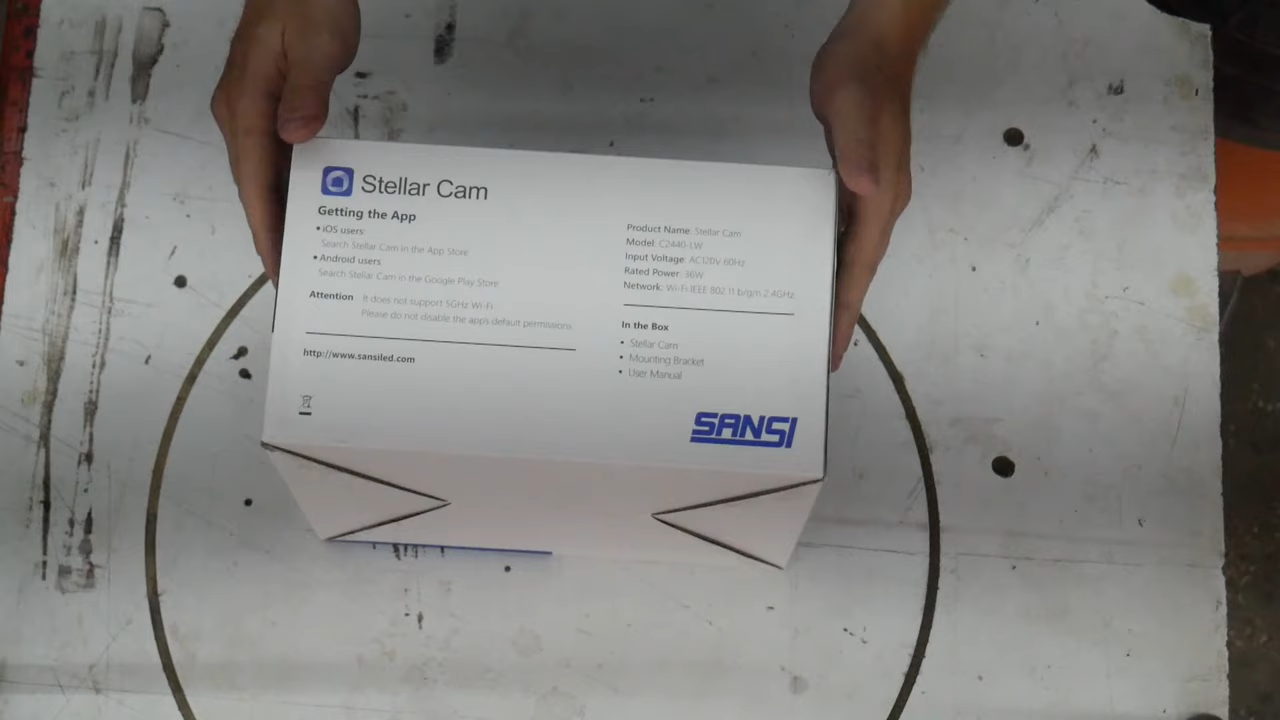 Stellar Cam
Getting the App
• iOS users:
Search Stellar Cam in the App Store
• Android users
Search Stellar Cam in the Google Play Store
Attention It does not support 5GHz Wi-Fi
Please do not disable the app's default permissions.
http://www.sansiled.com
Product Name: Stellar Cam
Model: C2440-LW
Input Voltage: AC120V 60Hz
Rated Power: 36W
Network: Wi-Fi IEEE 802.11 b/g/n 2.4GHz
In the Box
• Stellar Cam
• Mounting Bracket
• User Manual
SANSI